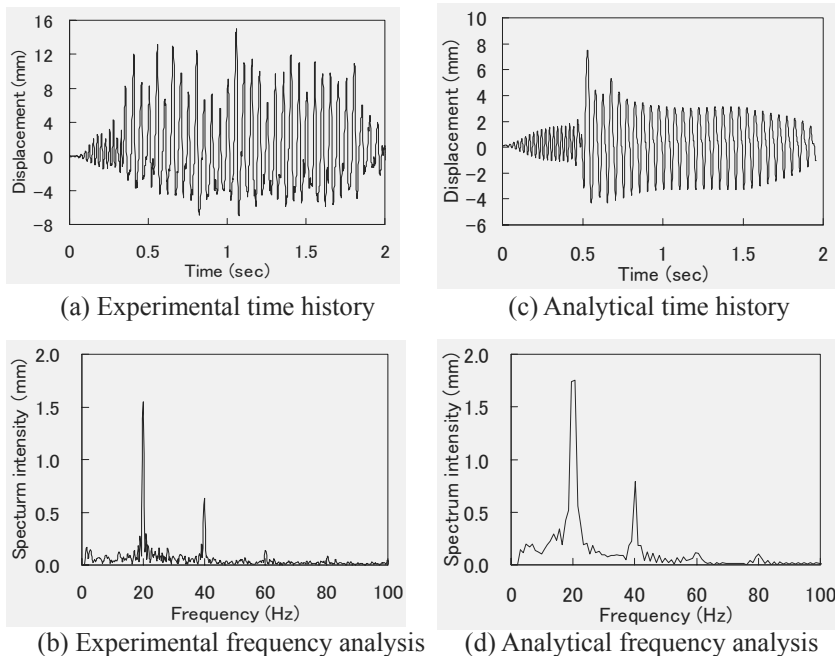 16
12
8
4
0
−4
8
Displacement (mm)
0 0.5 1 1.5 2
Time (sec)
(a) Experimental time history
10
8
6
4
2
0
−2
−4
−6
Displacement (mm)
0 0.5 1 1.5 2
Time (sec)
(c) Analytical time history
2.0
1.5
1.0
0.5
0.0
Specturm intensity (mm)
0 20 40 60 80 100
Frequency (Hz)
(b) Experimental frequency analysis
2.0
1.5
1.0
0.5
0.0
Spectrum intensity (mm)
0 20 40 60 80 100
Frequency (Hz)
(d) Analytical frequency analysis